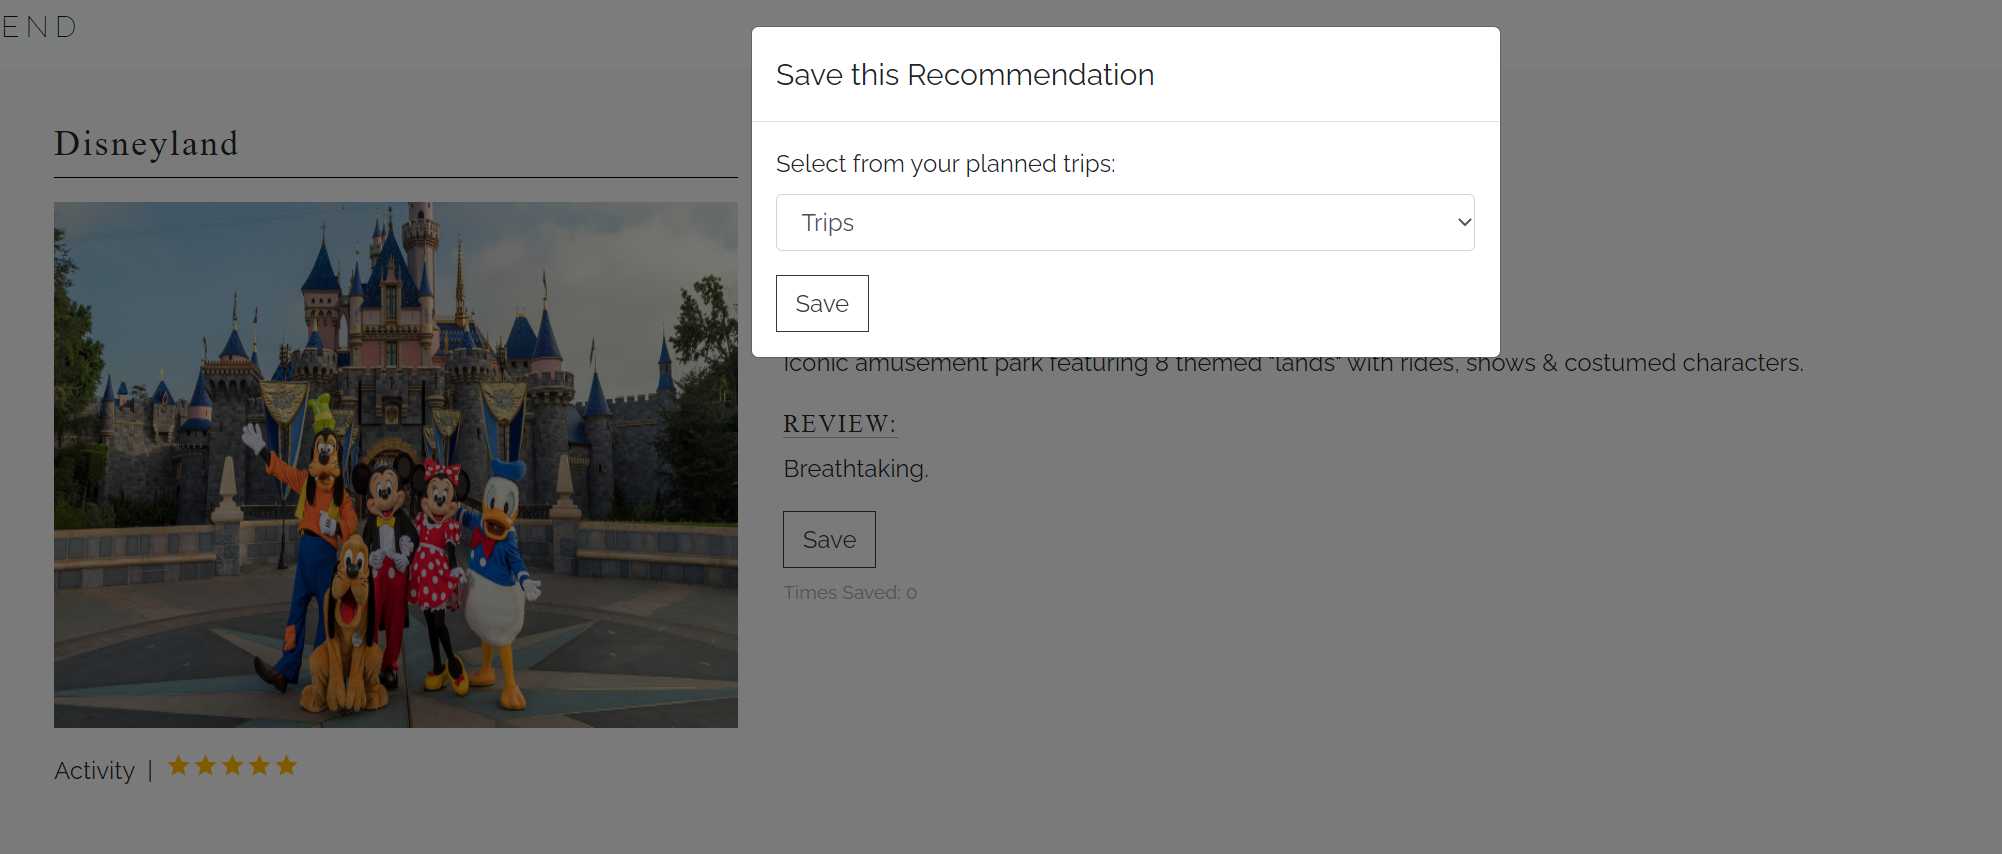 END
Save this Recommendation
Disneyland
Select from your planned trips:
Trips
Save
Iconic amusement park featuring 8 themed "lands" with rides, shows & costumed characters.
REVIEW:
Breathtaking.
Save
Times Saved: 0
Activity |